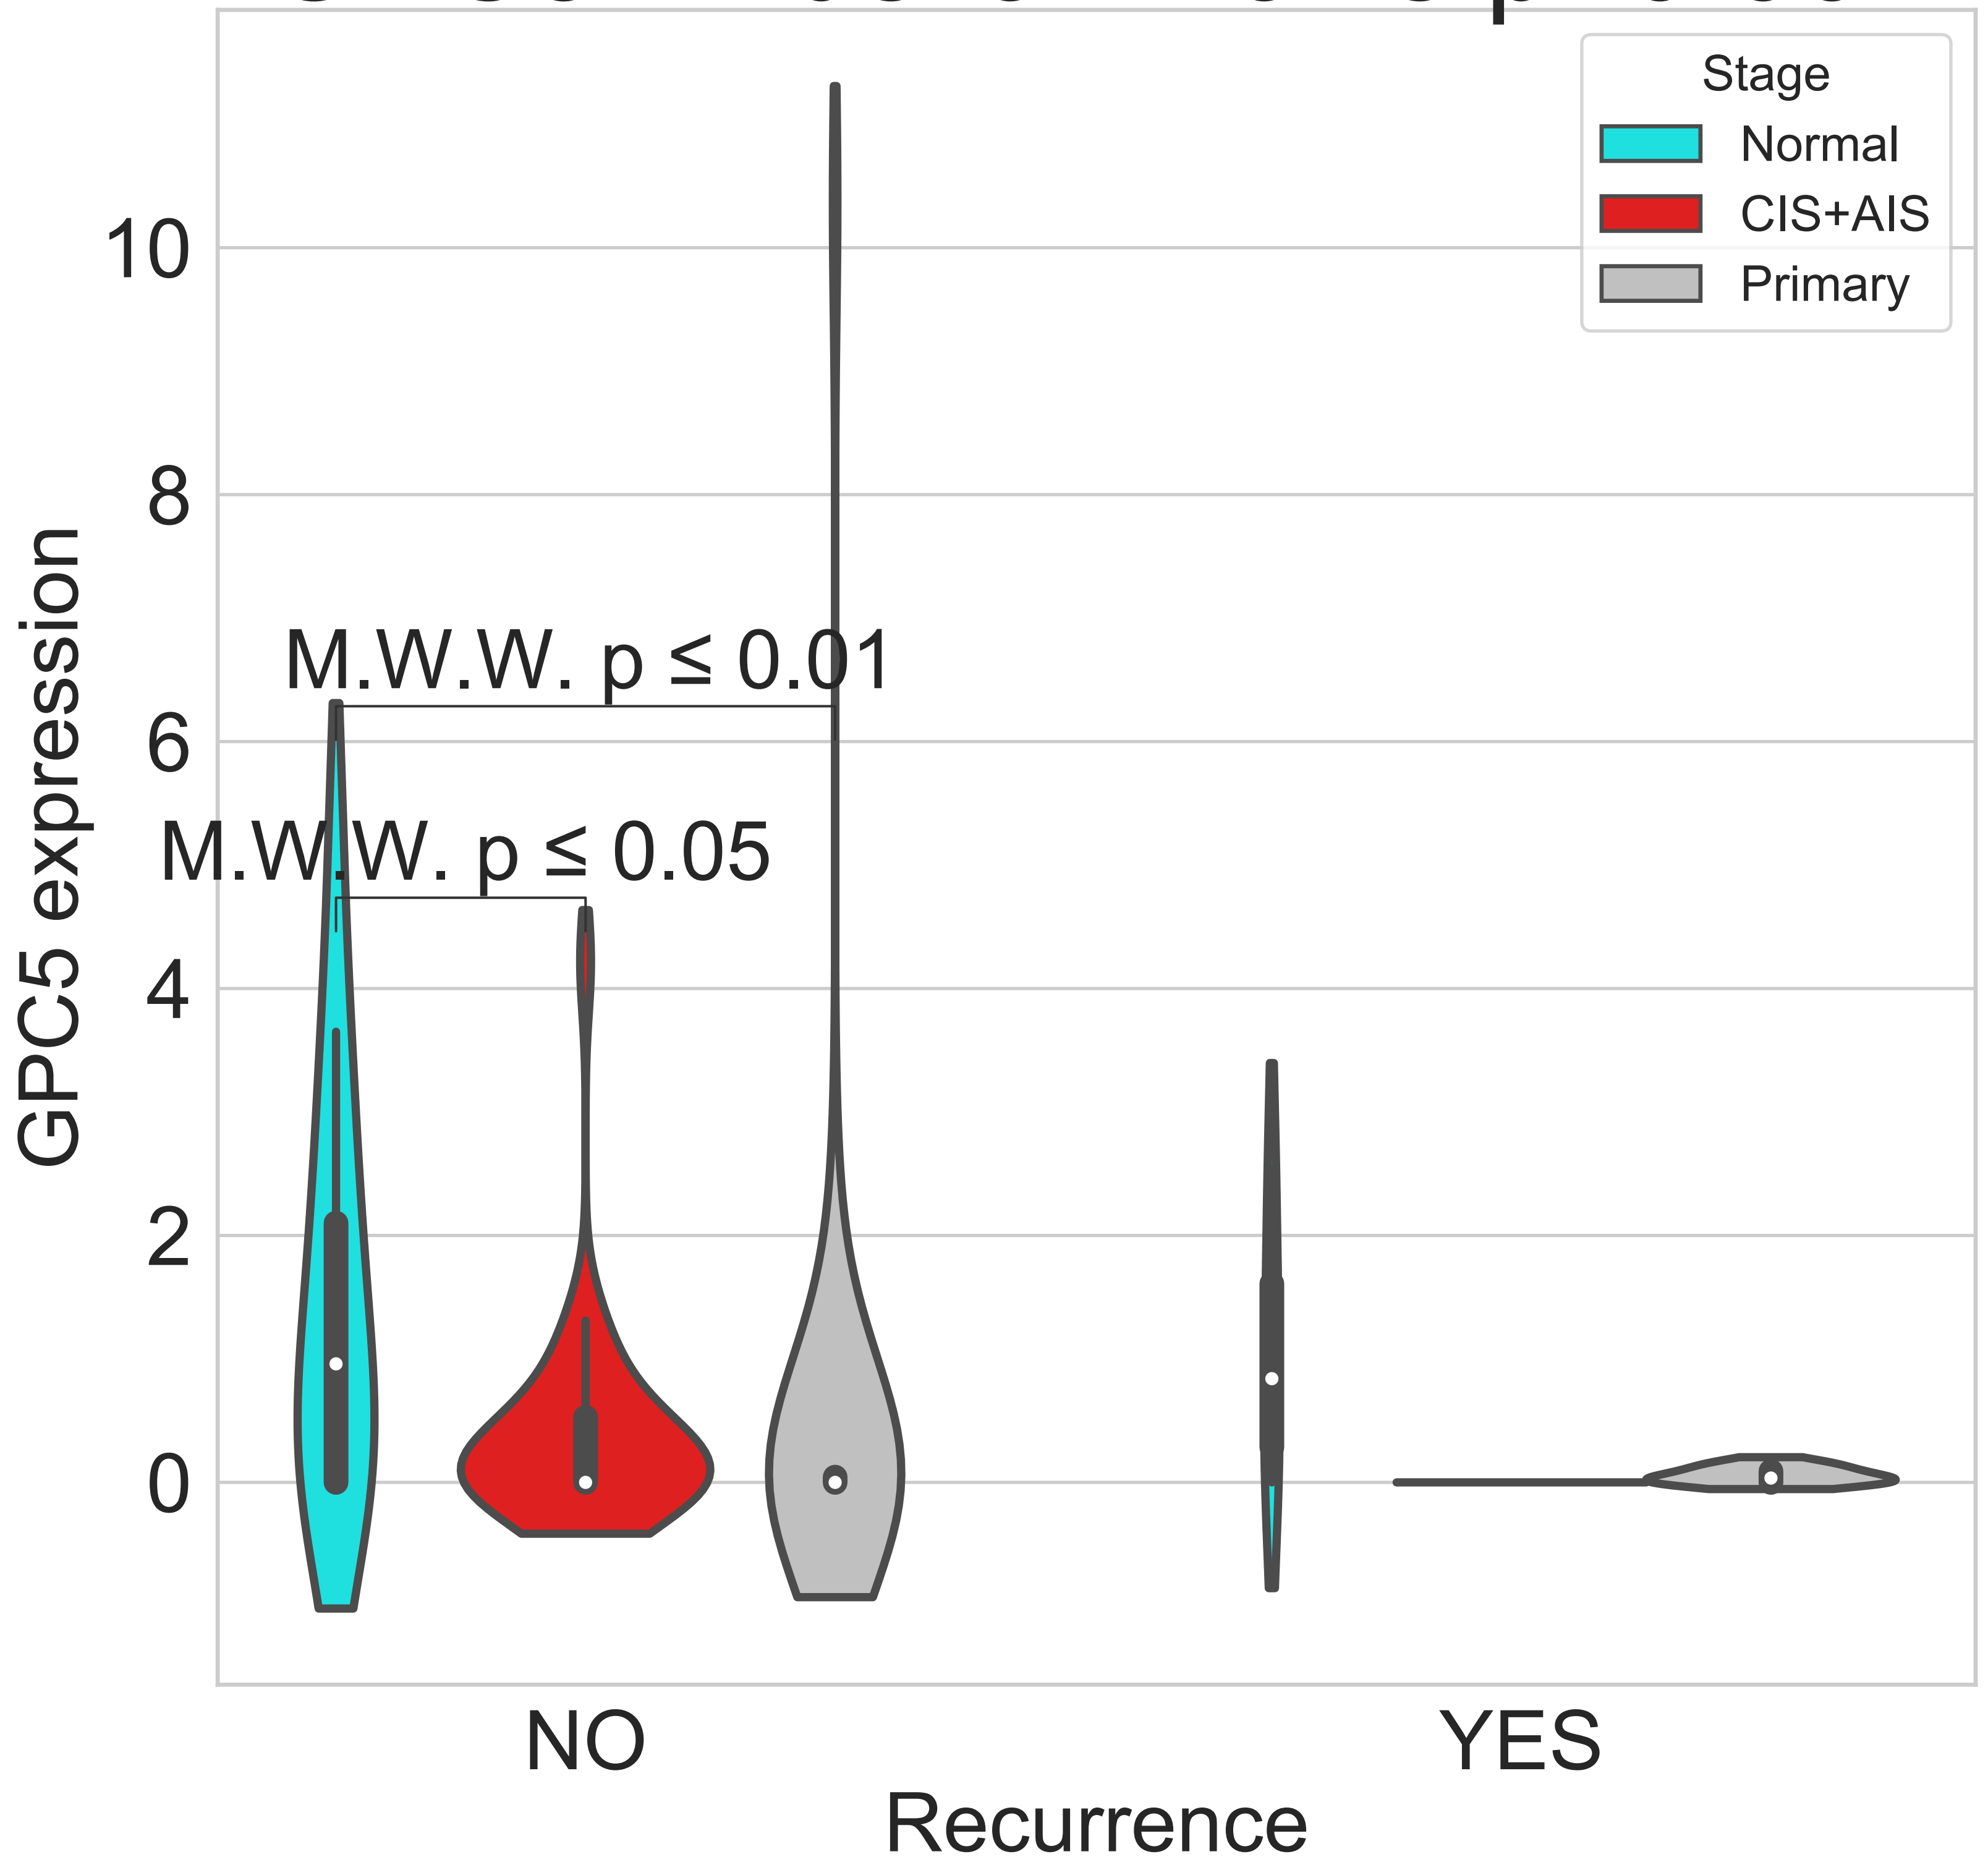 Stage
Normal
CIS+AIS
Primary
10
8
6
4
2
0
GPC5 expression
M.W.W. p ≤ 0.01
M.W.W. p ≤ 0.05
NO
YES
Recurrence